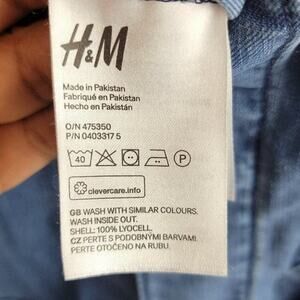 H&M
Made in Pakistan
Fabriqué en Pakistan
Hecho en Pakistán
O/N 475350
P/N 0403317 5
40 P
clevercare.info
GB WASH WITH SIMILAR COLOURS.
WASH INSIDE OUT.
SHELL: 100% LYOCELL.
CZ PERTE S PODOBNÝMI BARVAMI.
PERTE OTOČENO NA RUBU.